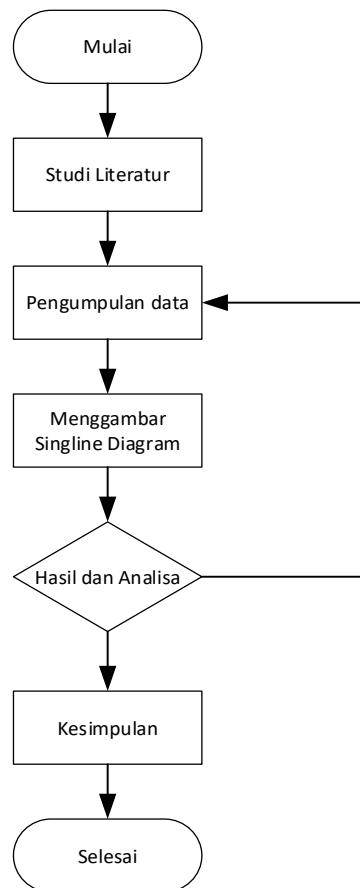 Mulai
Studi Literatur
Pengumpulan data
Menggambar
Singline Diagram
Hasil dan Analisa
Kesimpulan
Selesai